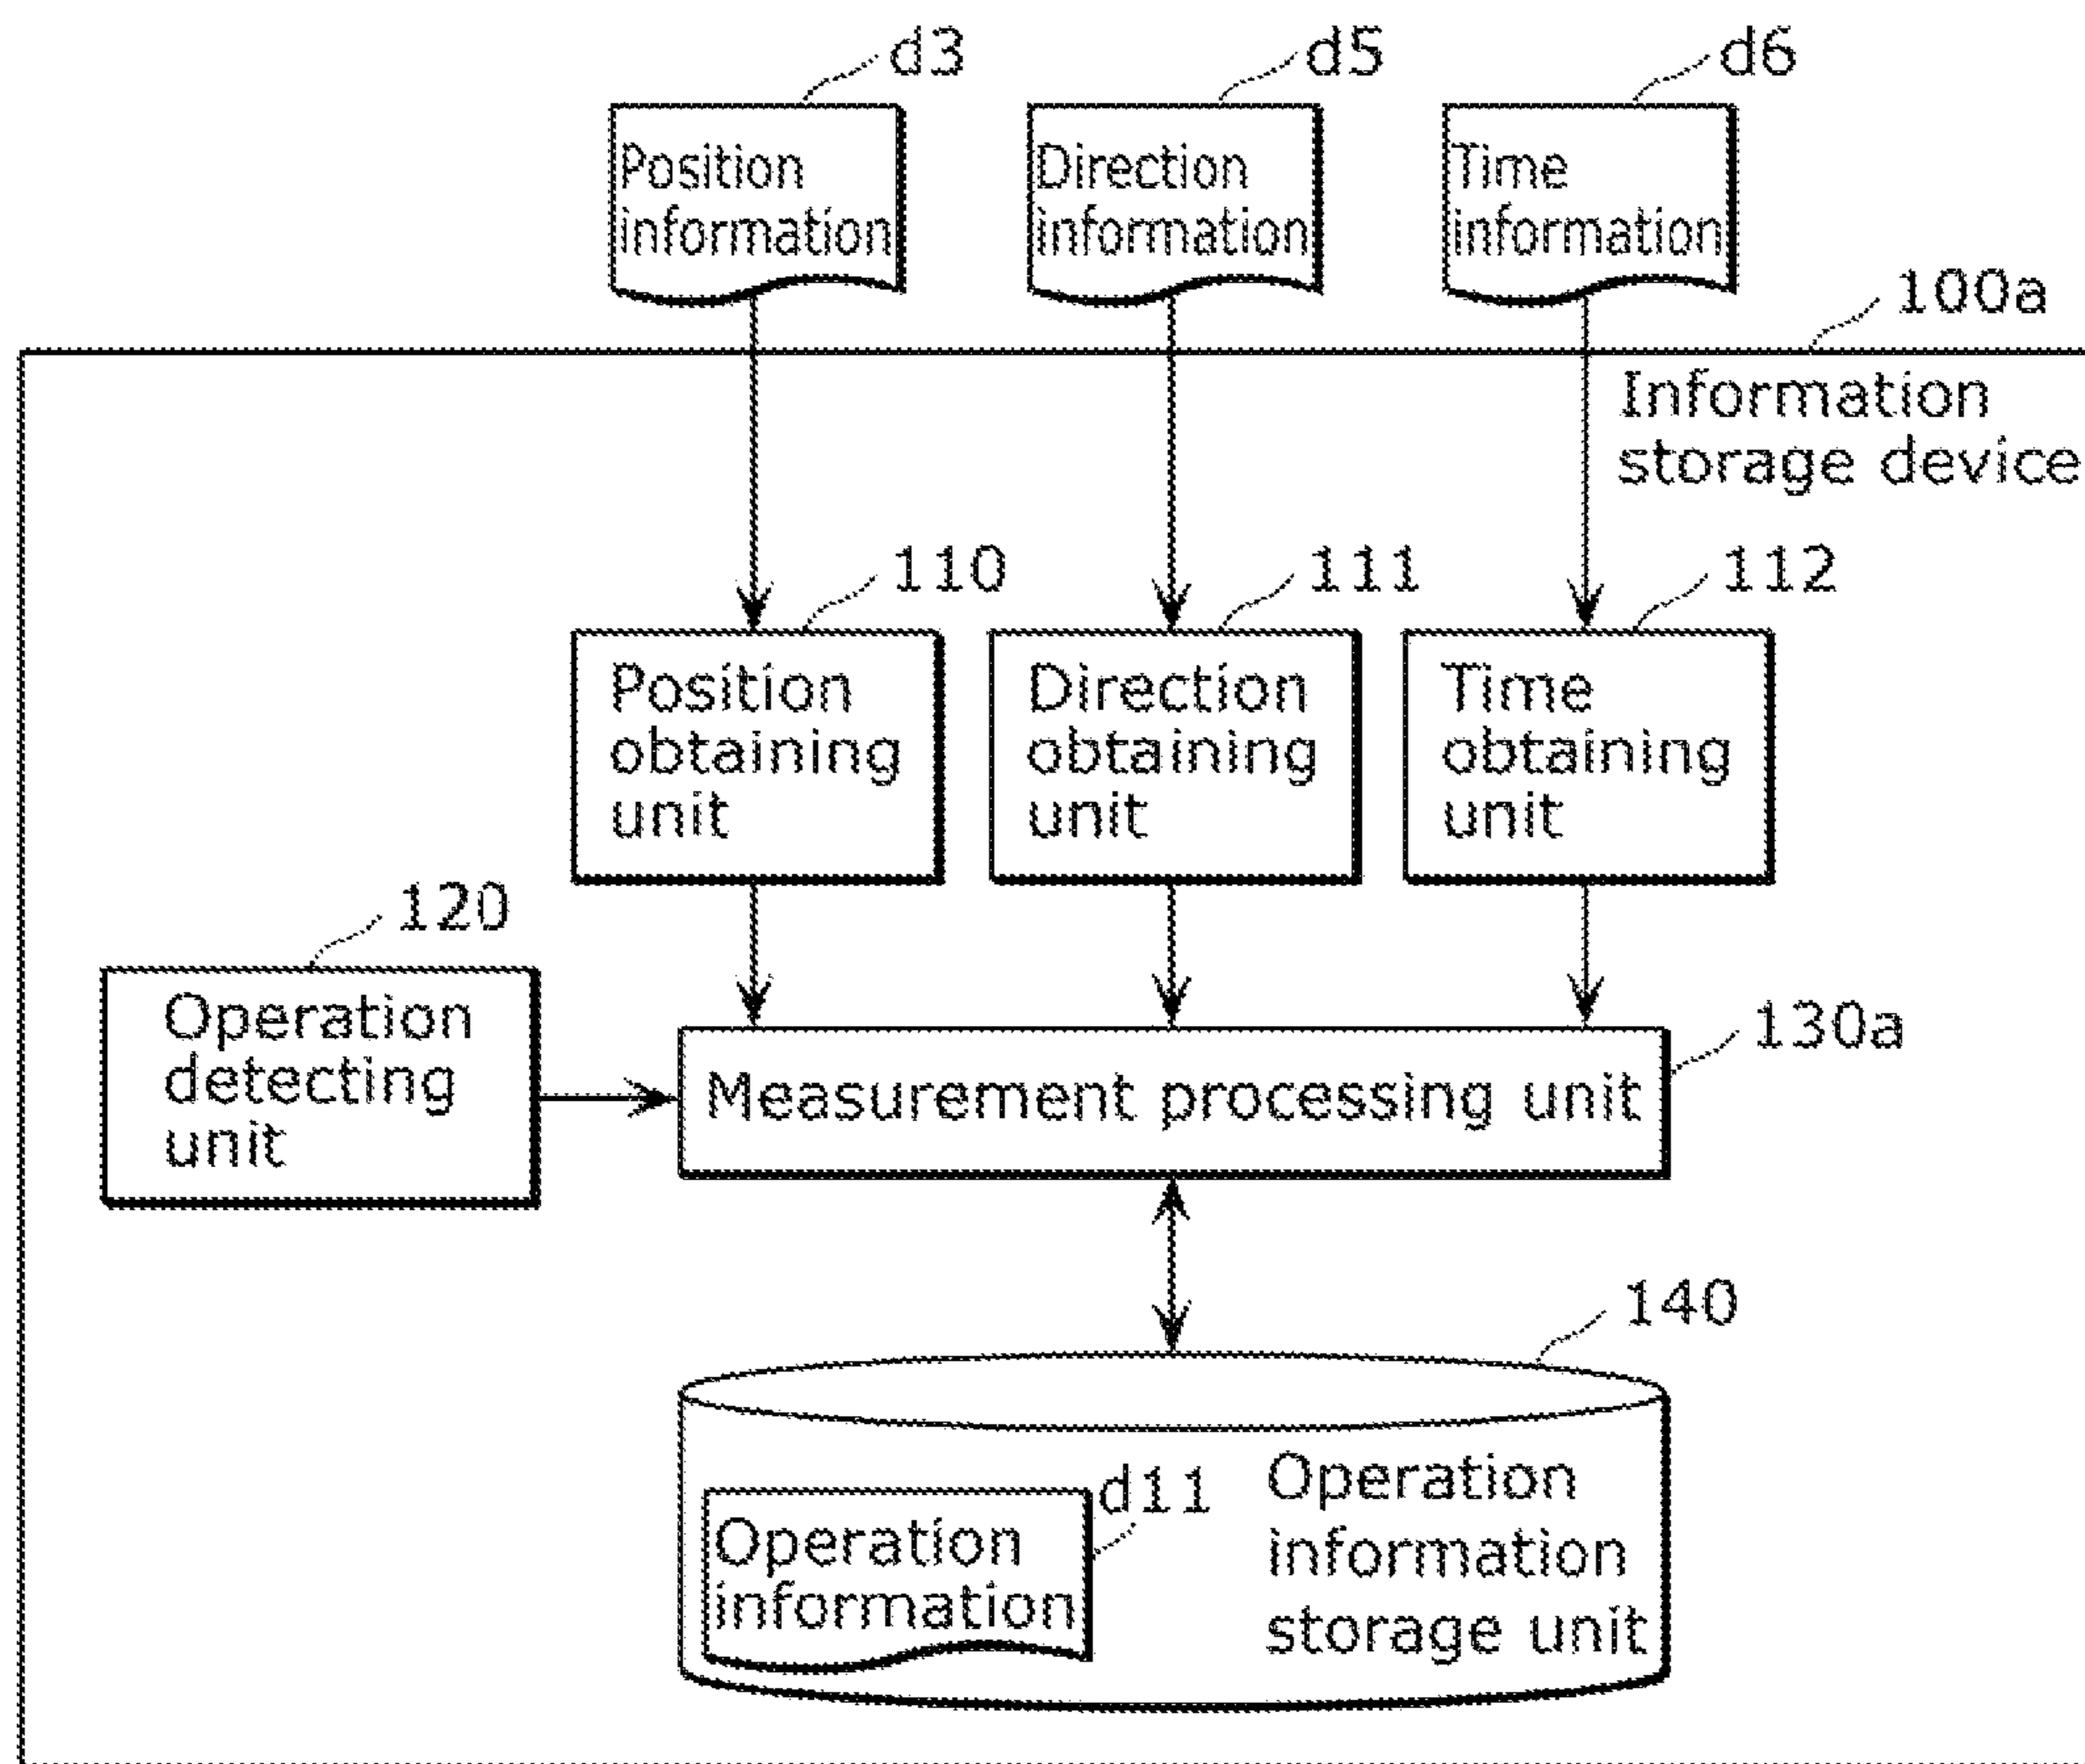 d3
d5
d6
Position
information
Direction
information
Time
information
100a
Information
storage device
110
111
112
Position
obtaining
unit
Direction
obtaining
unit
Time
obtaining
unit
120
Operation
detecting
unit
130a
Measurement processing unit
140
d11
Operation
information
Operation
information
storage unit